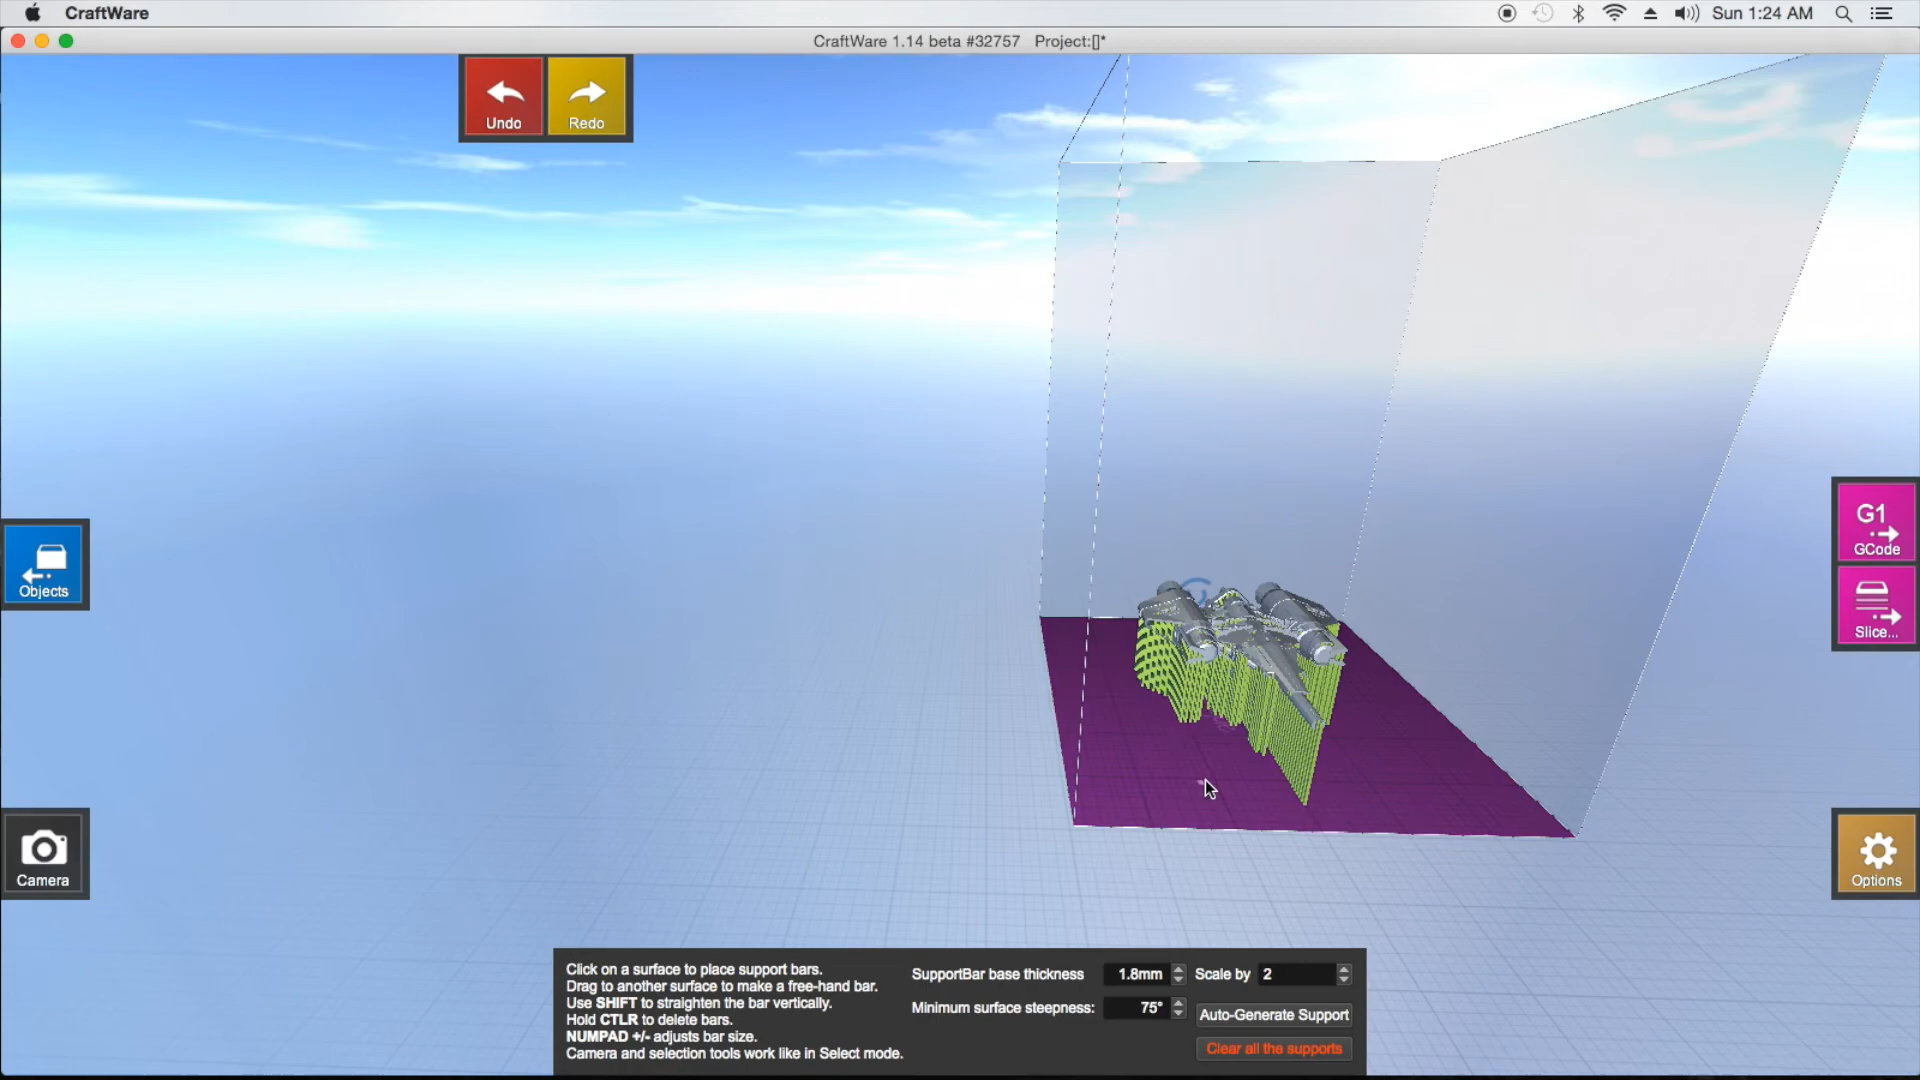 CraftWare
Sun 1:24 AM
CraftWare 1.14 beta #32757 Project:[]*
Undo
Redo
Objects
Camera
G1
GCode
Slice...
Options
Click on a surface to place support bars.
Drag to another surface to make a free-hand bar.
Use SHIFT to straighten the bar vertically.
Hold CTLR to delete bars.
NUMPAD +/- adjusts bar size.
Camera and selection tools work like in Select mode.
SupportBar base thickness 1.8mm Scale by 2
Minimum surface steepness: 75°
Auto-Generate Support
Clear all the supports